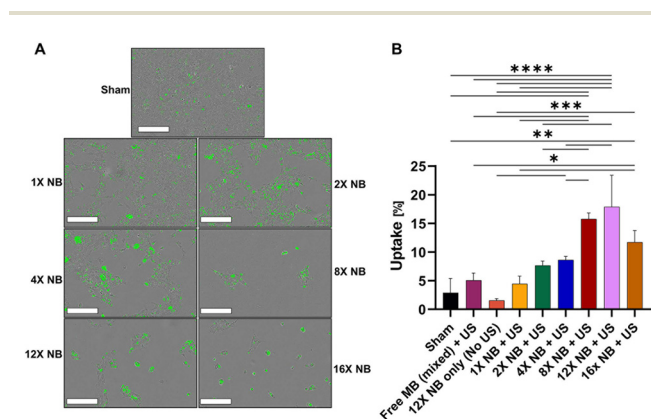 A
Sham
1X NB
2X NB
4X NB
8X NB
12X NB
16X NB
B
****
***
**
*
25
20
15
10
5
0
Uptake [%]
Sham
Free MB (mixed) + US
12X NB only (No US)
1X NB + US
2X NB + US
4X NB + US
8X NB + US
12X NB + US
16x NB + US